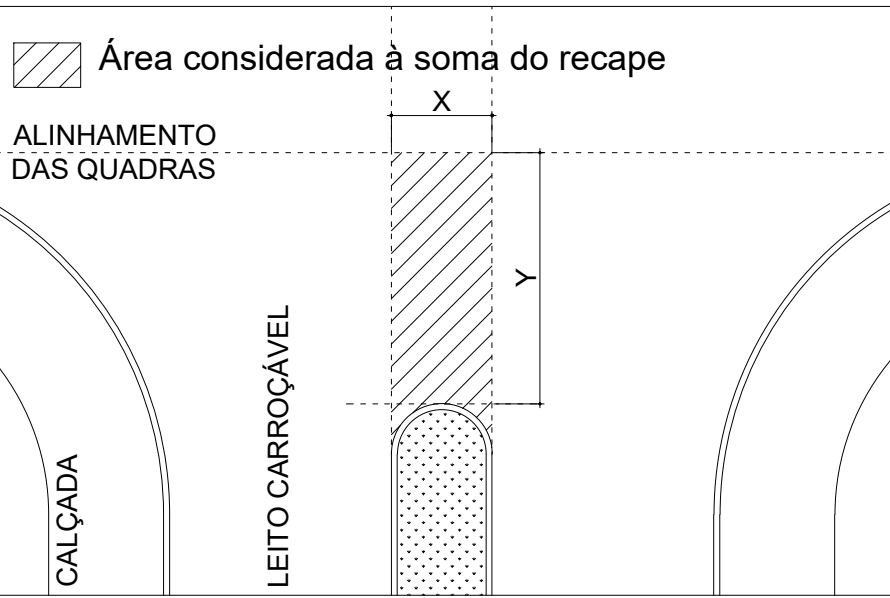 Área considerada à soma do recape
X
ALINHAMENTO
DAS QUADRAS
Y
LEITO CARROÇÁVEL
CALÇADA